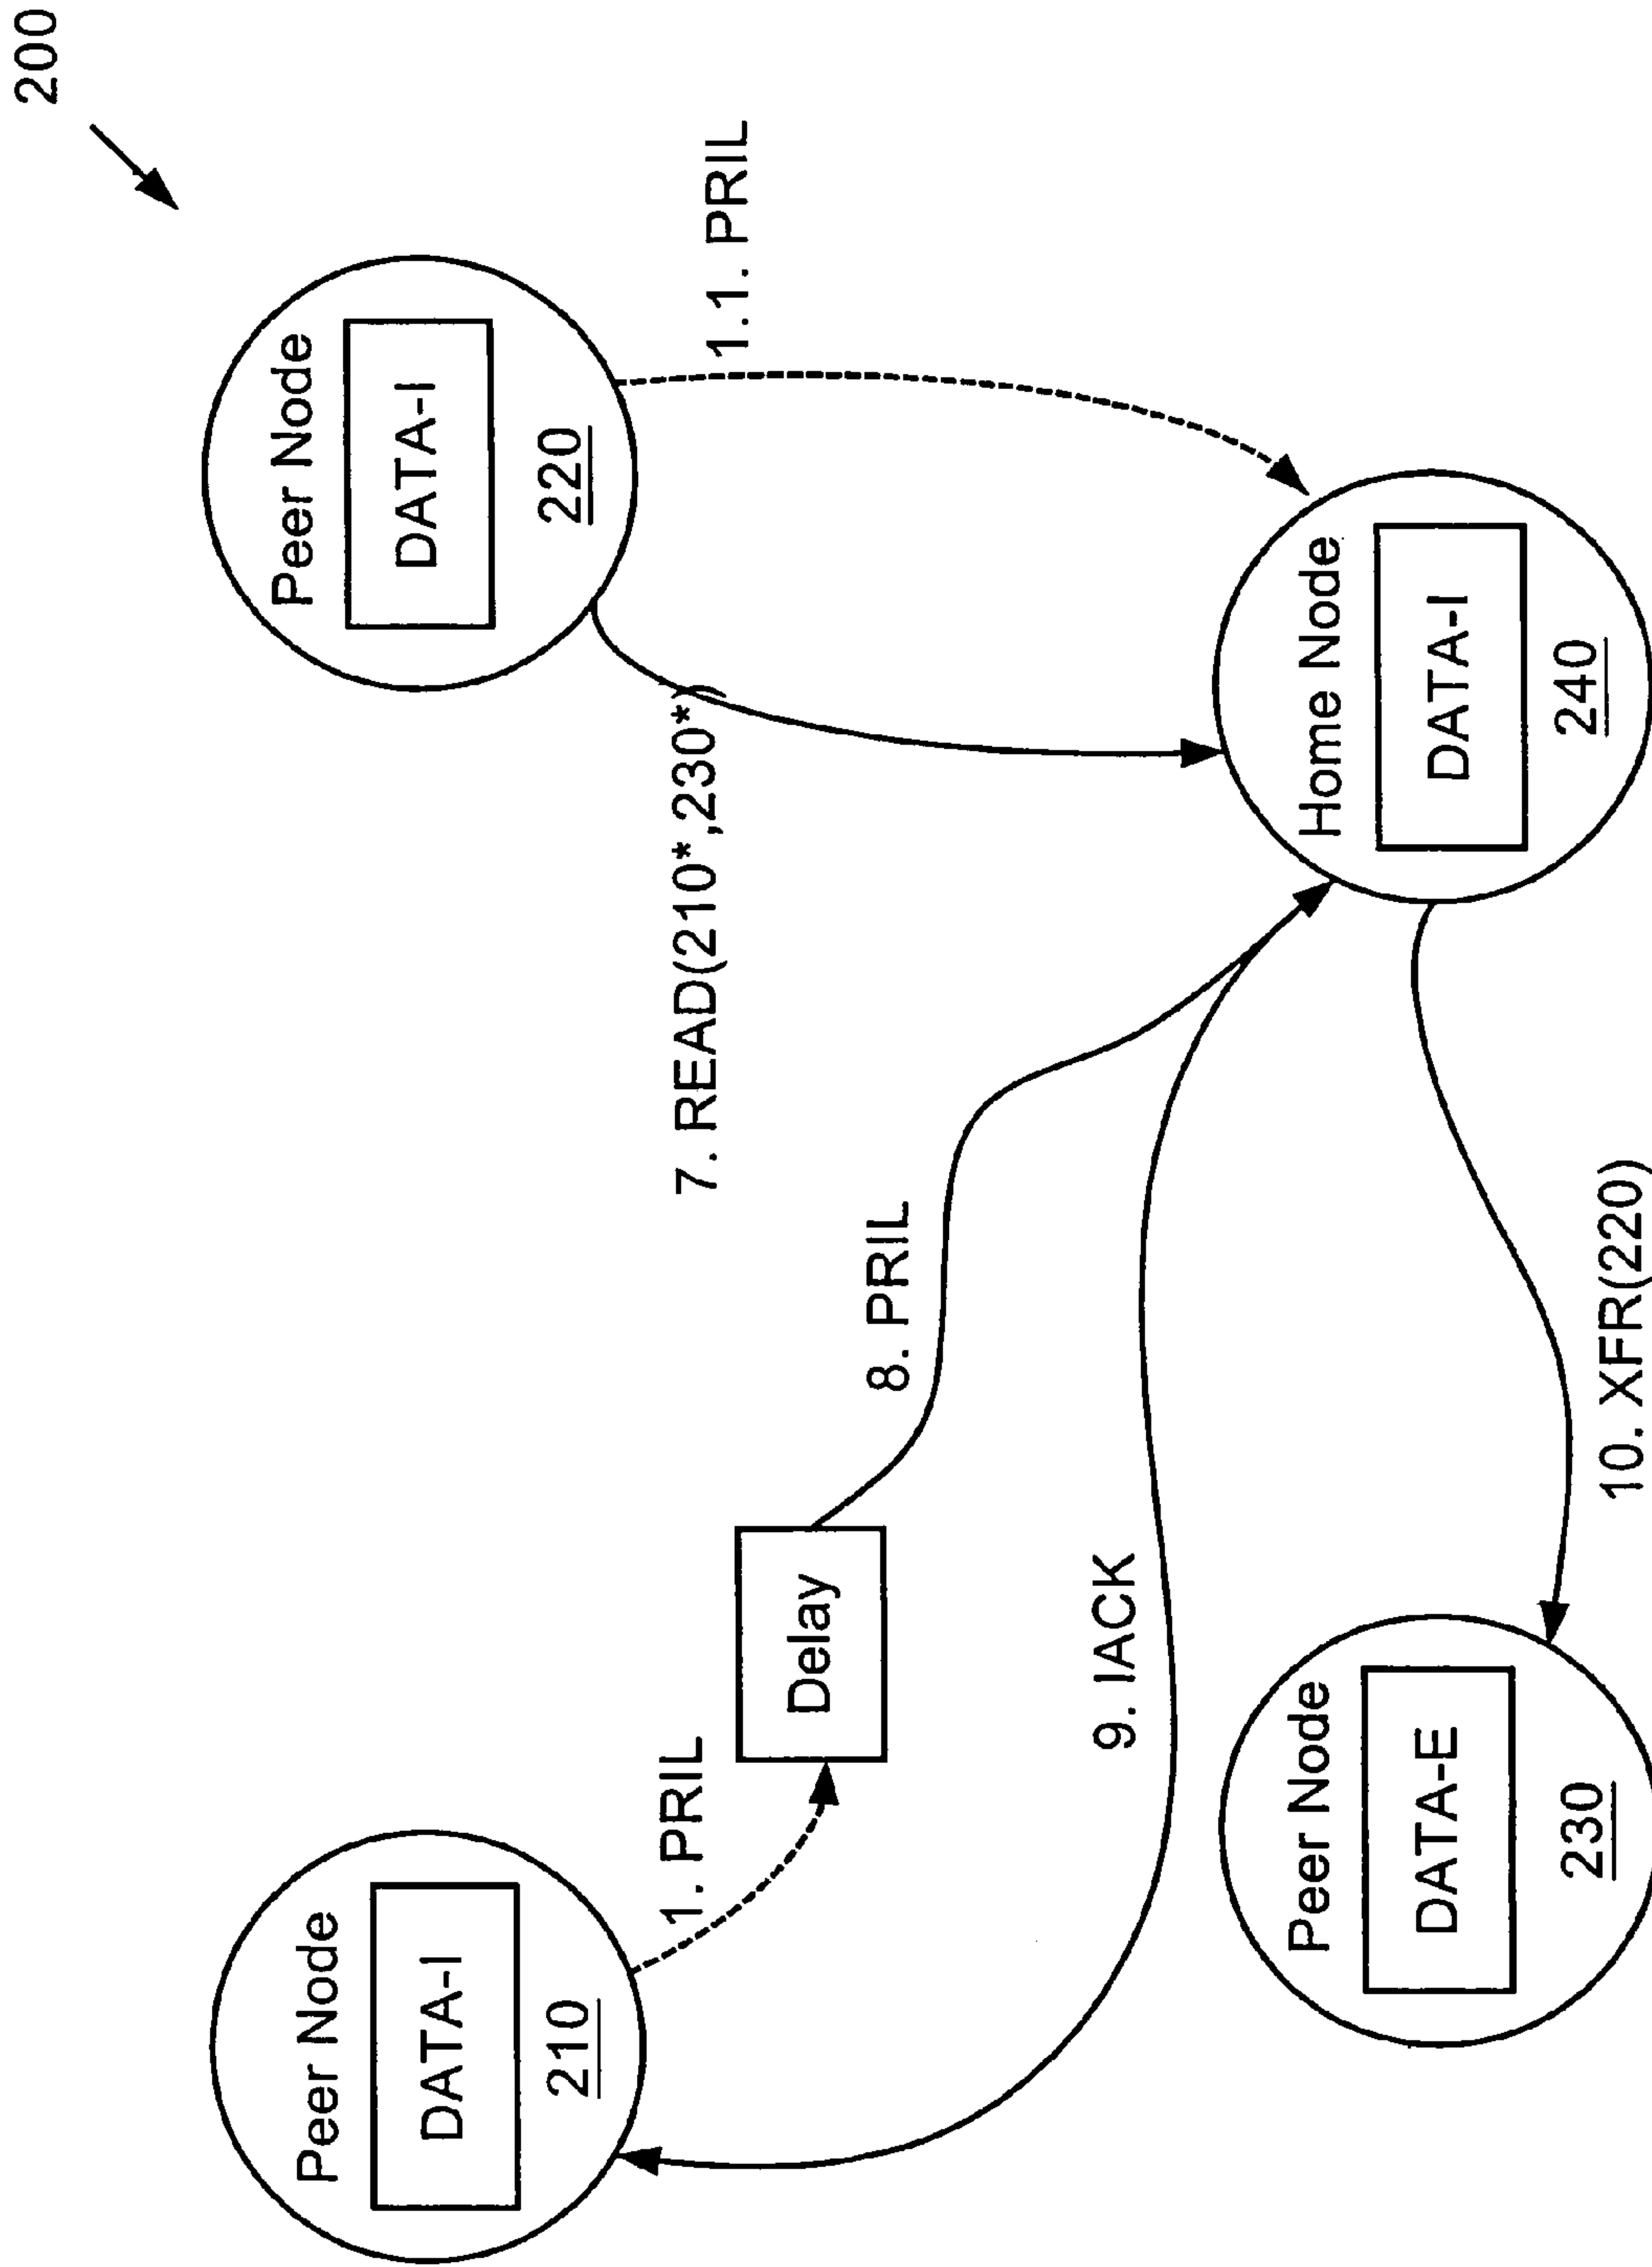 200
Peer Node
DATA-I
210
Peer Node
DATA-I
220
1. PRIL
7. READ(210*,230*)
1.1. PRIL
Delay
8. PRIL
9. IACK
Peer Node
DATA-E
230
Home Node
DATA-I
240
10. XFR(220)